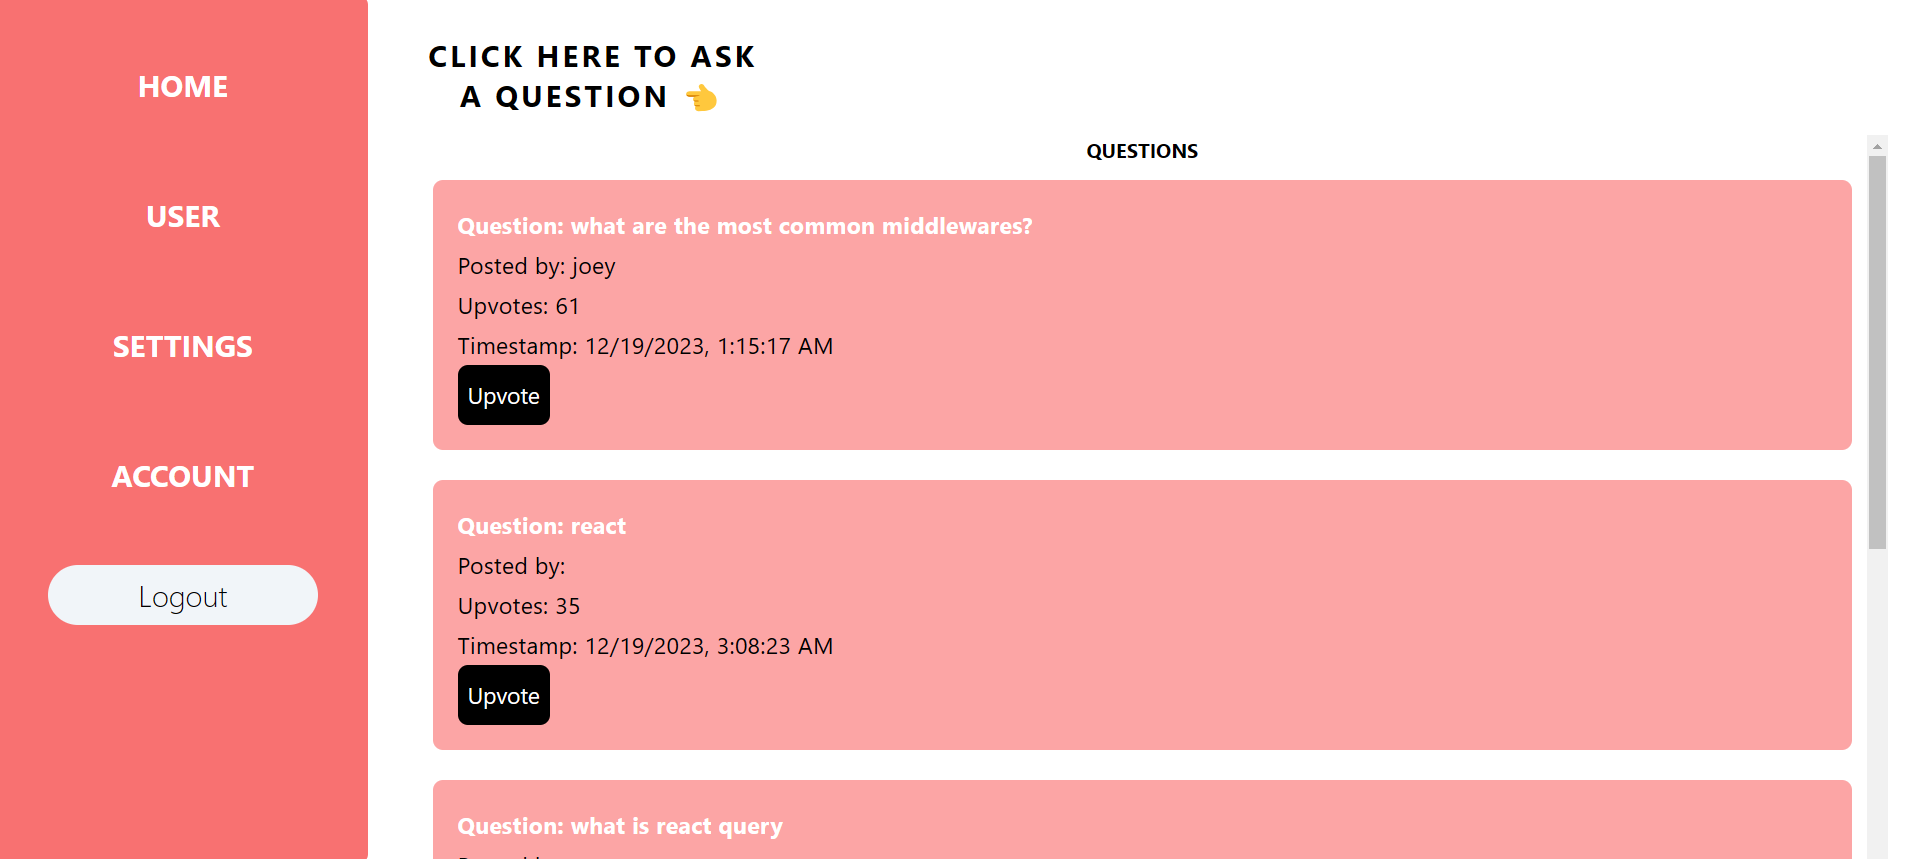 HOME
USER
SETTINGS
ACCOUNT
Logout
CLICK HERE TO ASK
A QUESTION 👈
QUESTIONS
Question: what are the most common middlewares?
Posted by: joey
Upvotes: 61
Timestamp: 12/19/2023, 1:15:17 AM
Upvote
Question: react
Posted by:
Upvotes: 35
Timestamp: 12/19/2023, 3:08:23 AM
Upvote
Question: what is react query